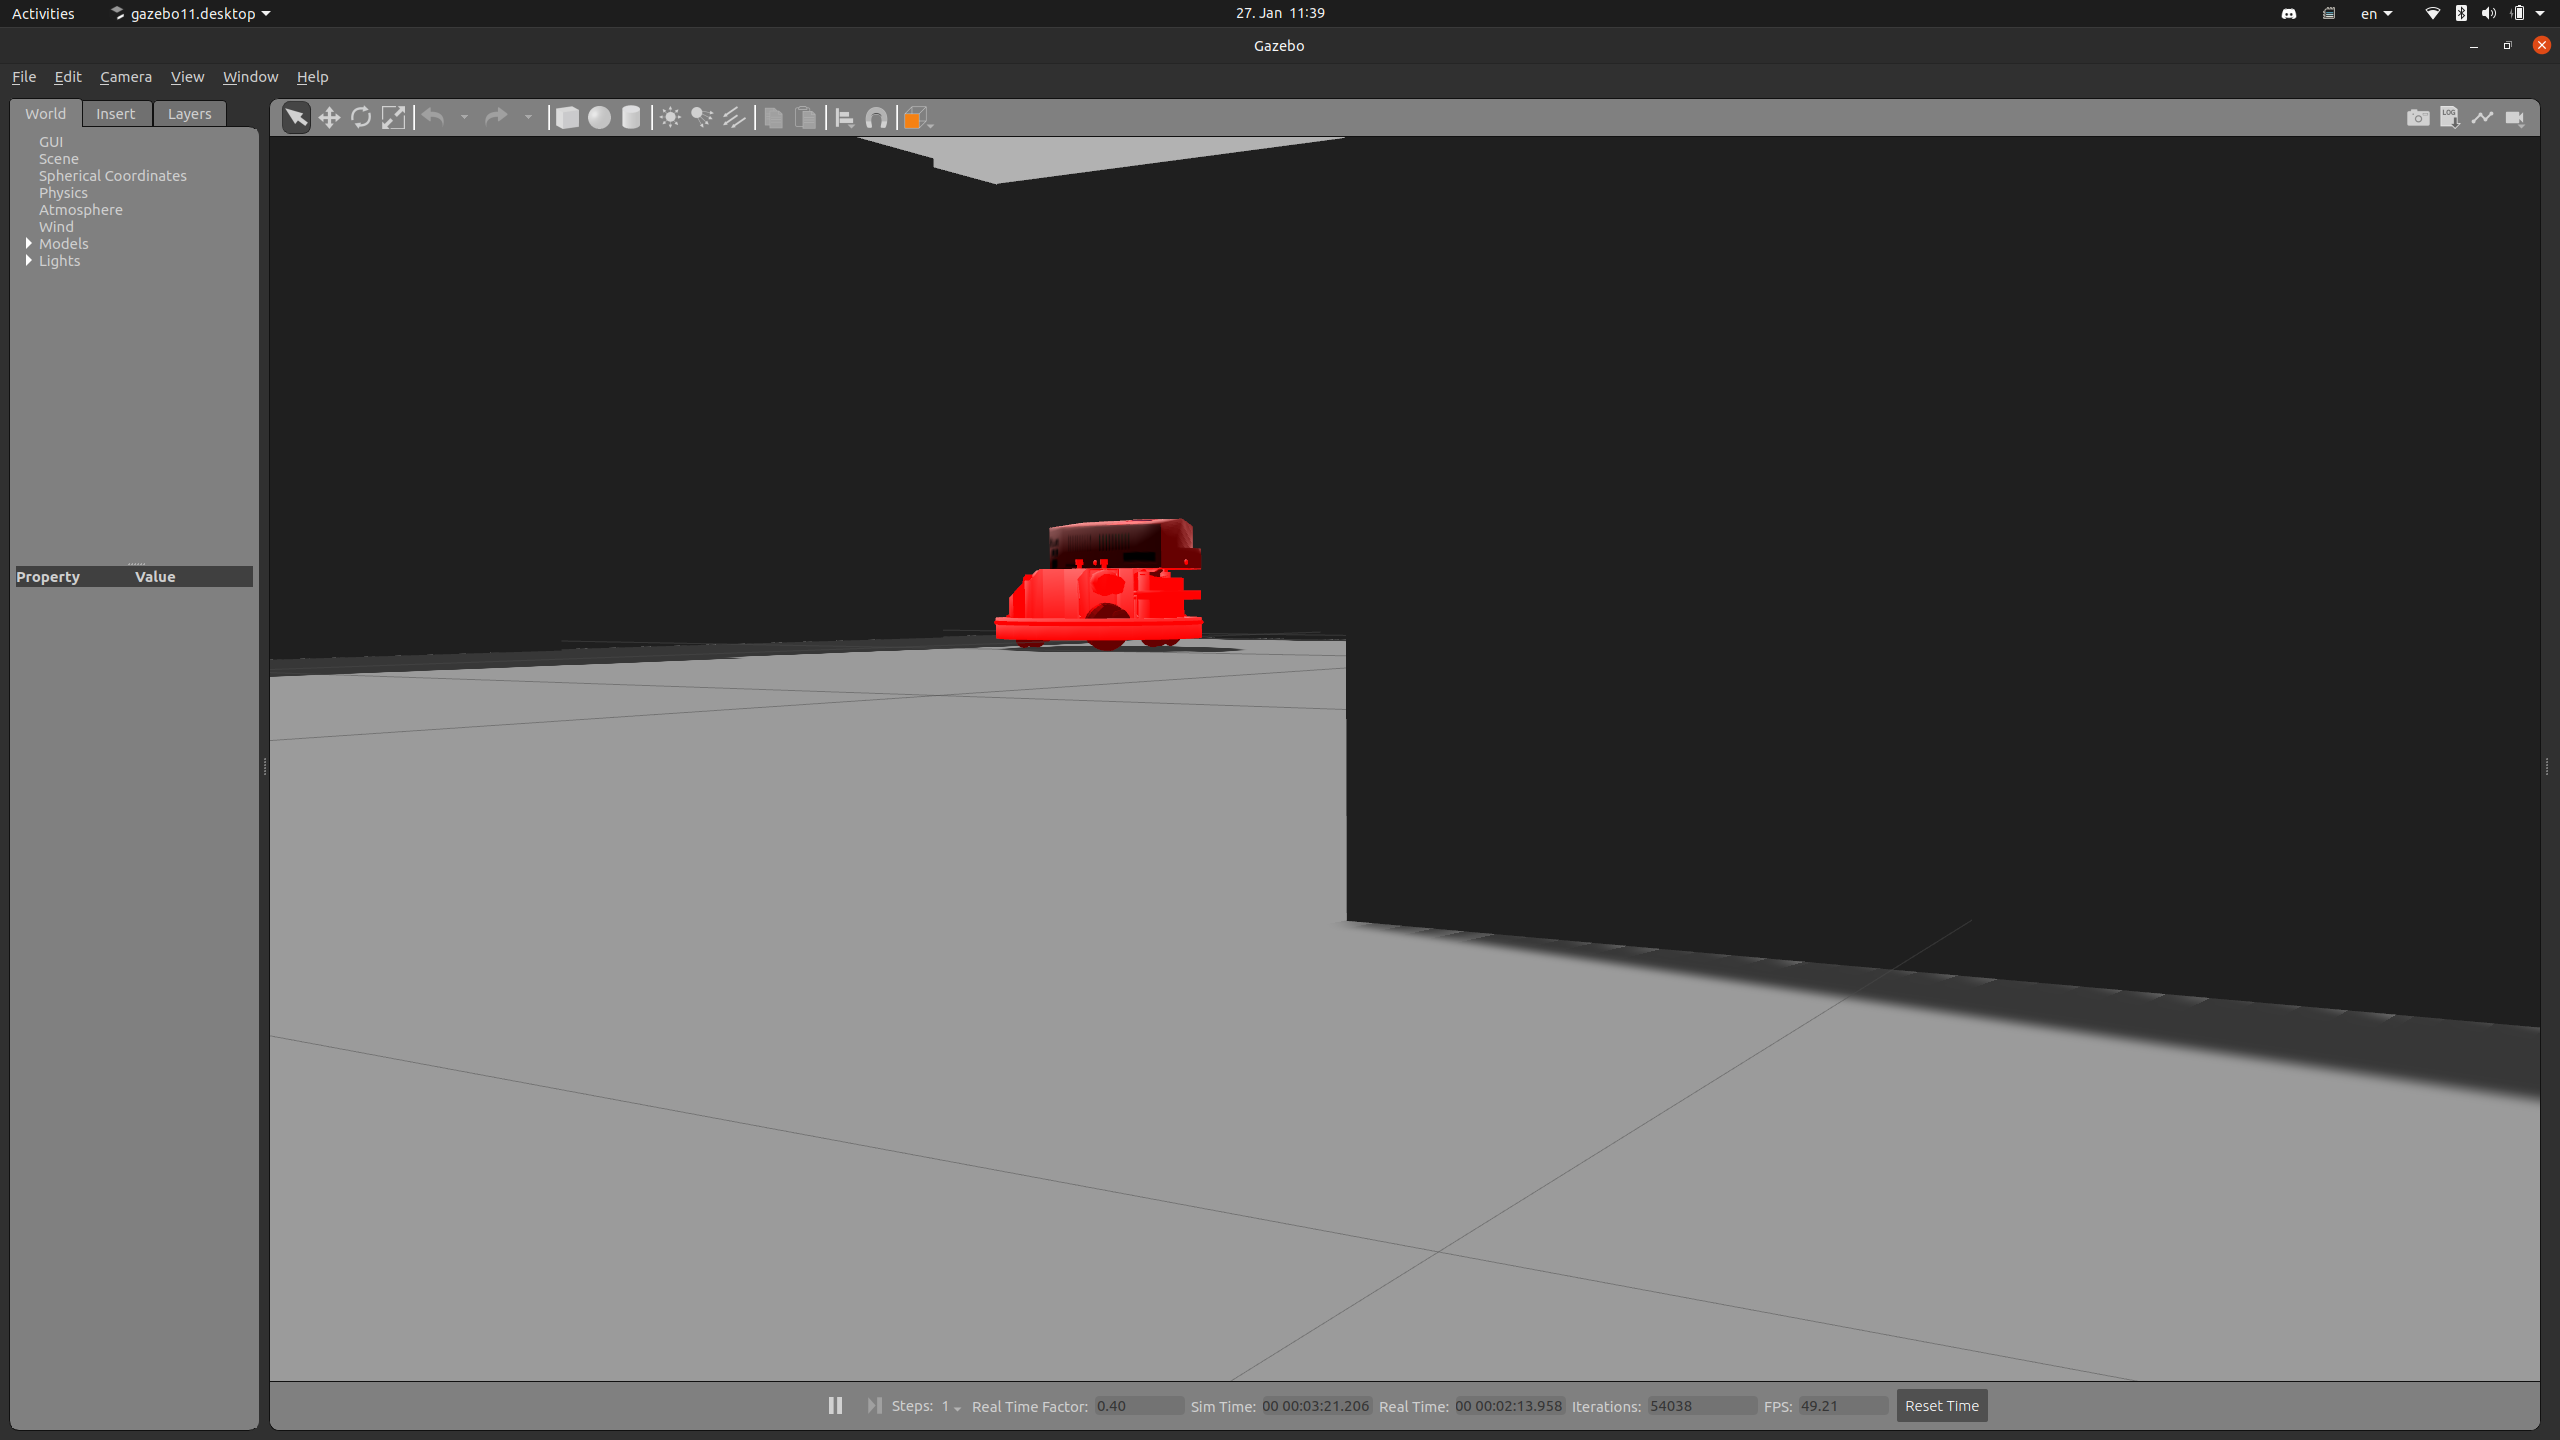 Activities gazebo11.desktop 27. Jan 11:39 en
Gazebo
File Edit Camera View Window Help
World Insert Layers
LOG
GUI
Scene
Spherical Coordinates
Physics
Atmosphere
Wind
Models
Lights
Property Value
Steps: 1 Real Time Factor: 0.40 Sim Time: 00 00:03:21.206 Real Time: 00 00:02:13.958 Iterations: 54038 FPS: 49.21 Reset Time